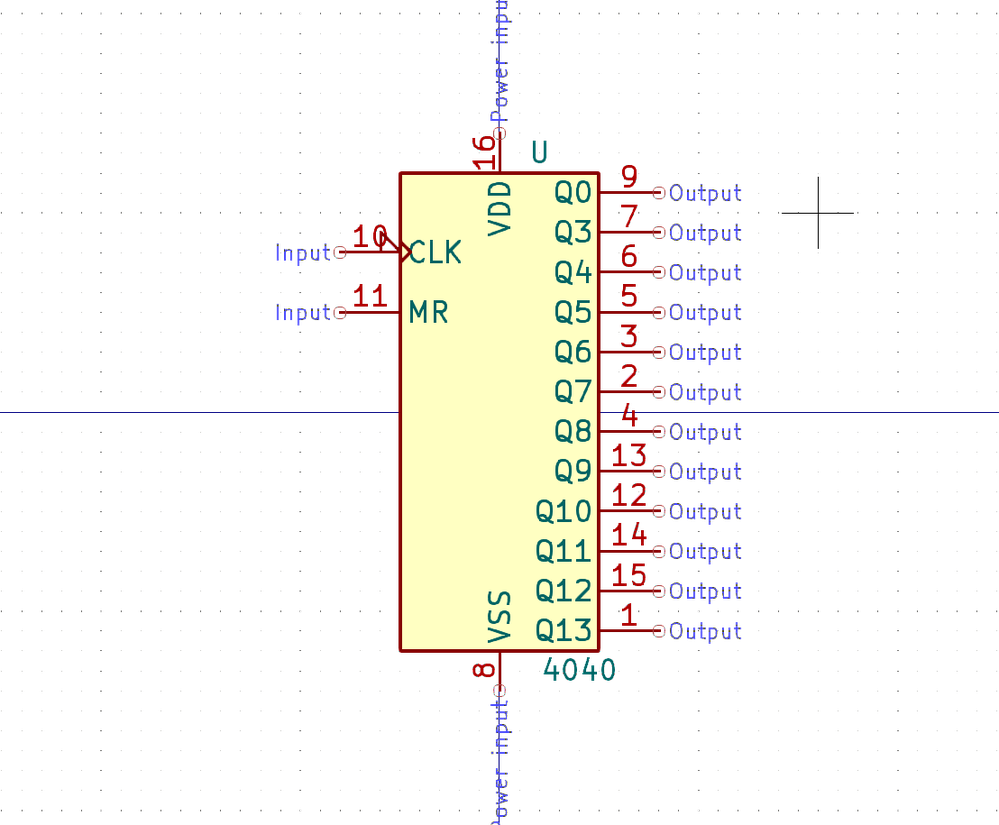 Power inpu
16
U
VDD
Q0 9 Output
Q3 7 Output
Input 10 CLK
Q4 6 Output
Input 11 MR
Q5 5 Output
Q6 3 Output
Q7 2 Output
Q8 4 Output
Q9 13 Output
Q10 12 Output
Q11 14 Output
Q12 15 Output
VSS
Q13 1 Output
8
4040
Power input